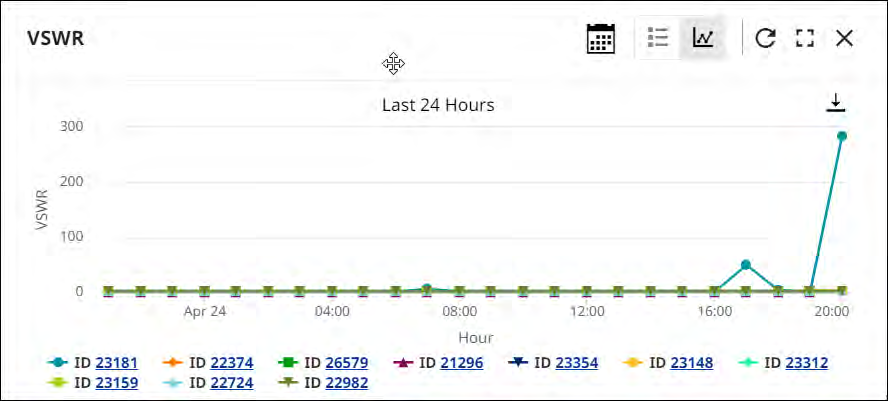 VSWR
Last 24 Hours
300
200
100
0
VSWR
Apr 24 04:00 08:00 12:00 16:00 20:00
Hour
ID 23181 ID 22374 ID 26579 ID 21296 ID 23354 ID 23148 ID 23312
ID 23159 ID 22724 ID 22982